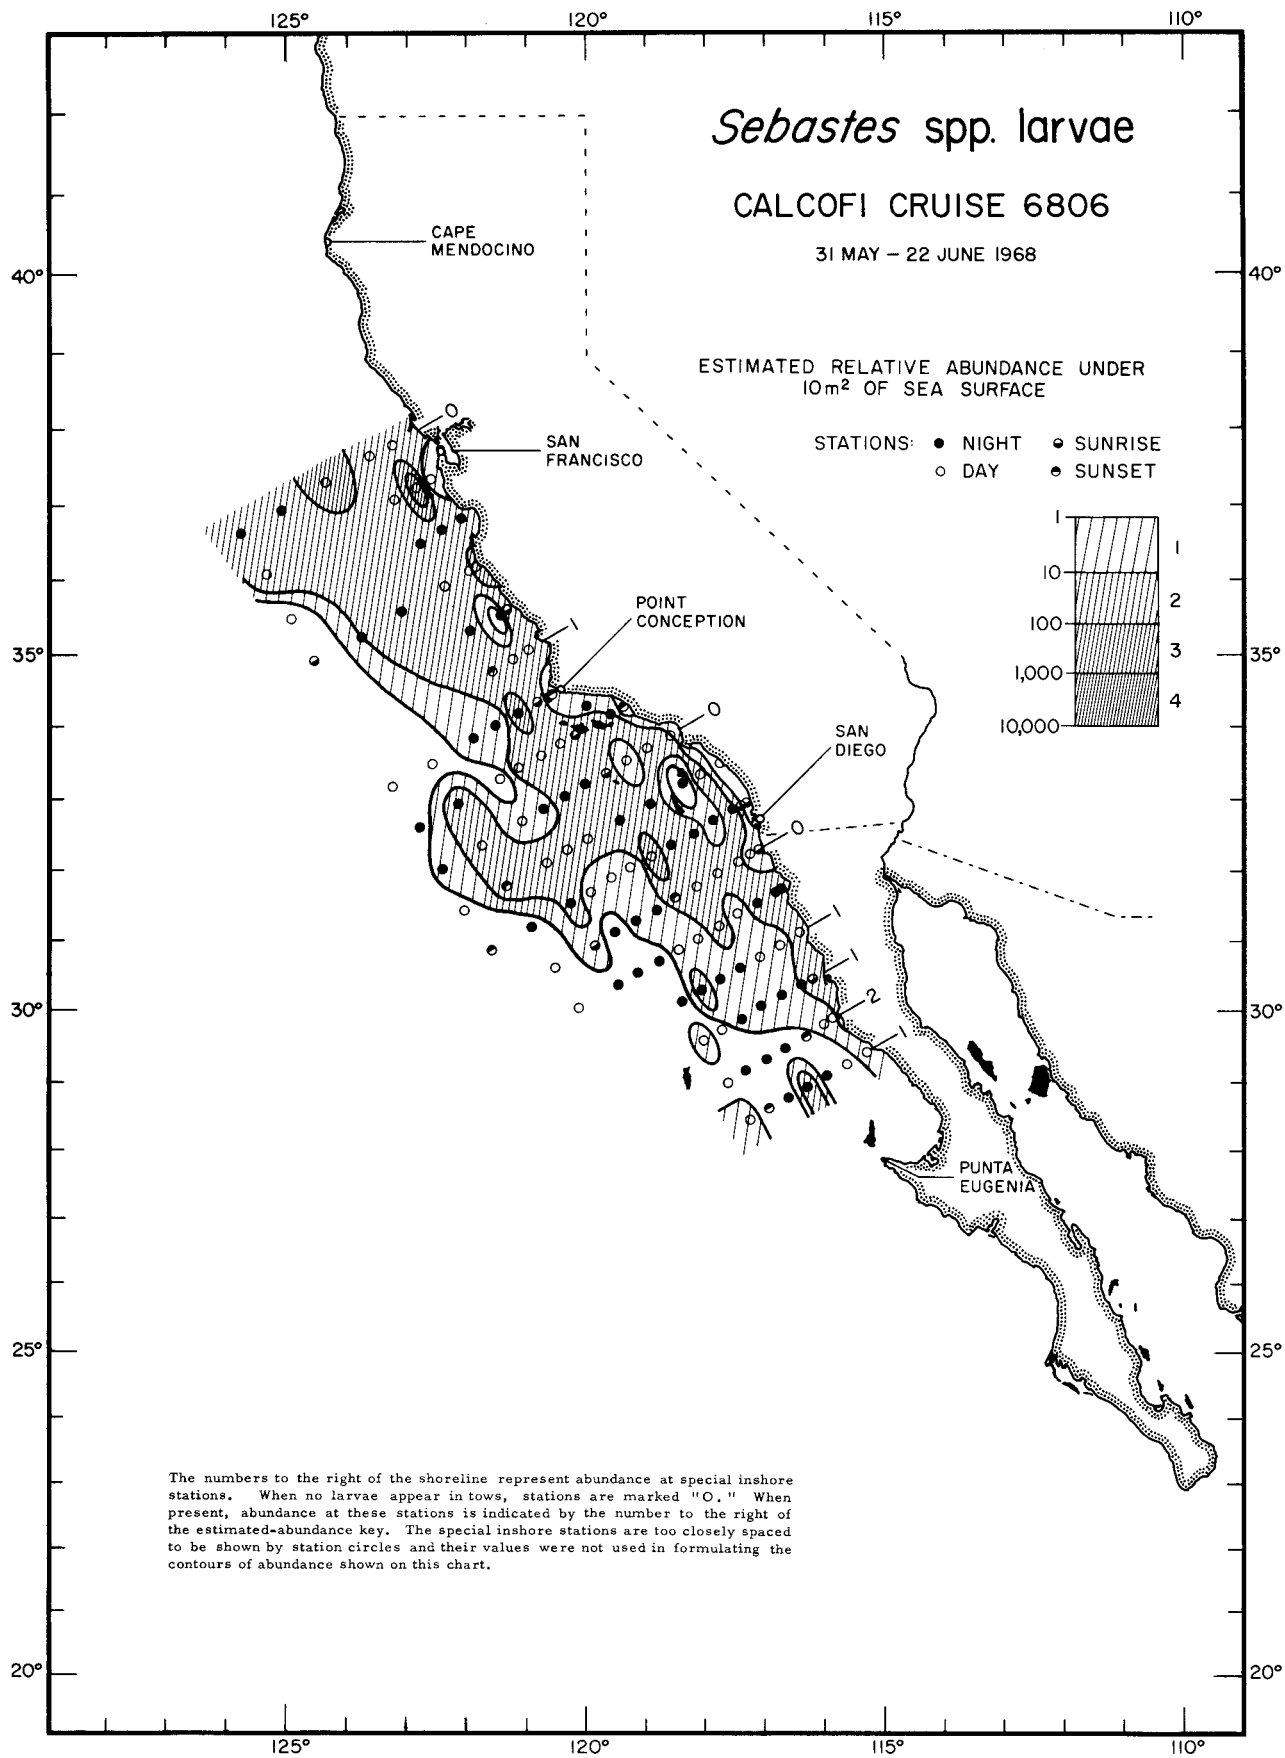 125° 120° 115° 110°
Sebastes spp. larvae
CALCOFI CRUISE 6806
31 MAY – 22 JUNE 1968
CAPE
MENDOCINO
40° 40°
ESTIMATED RELATIVE ABUNDANCE UNDER
10m² OF SEA SURFACE
STATIONS: ● NIGHT SUNRISE
○ DAY SUNSET
0
SAN
FRANCISCO
1
1
10
2
100
3
1,000
4
10,000
POINT
CONCEPTION
1
35° 35°
0
SAN
DIEGO
0
1
1
2
30° 30°
1
PUNTA
EUGENIA
25° 25°
The numbers to the right of the shoreline represent abundance at special inshore
stations. When no larvae appear in tows, stations are marked "O." When
present, abundance at these stations is indicated by the number to the right of
the estimated-abundance key. The special inshore stations are too closely spaced
to be shown by station circles and their values were not used in formulating the
contours of abundance shown on this chart.
20° 20°
125° 120° 115° 110°